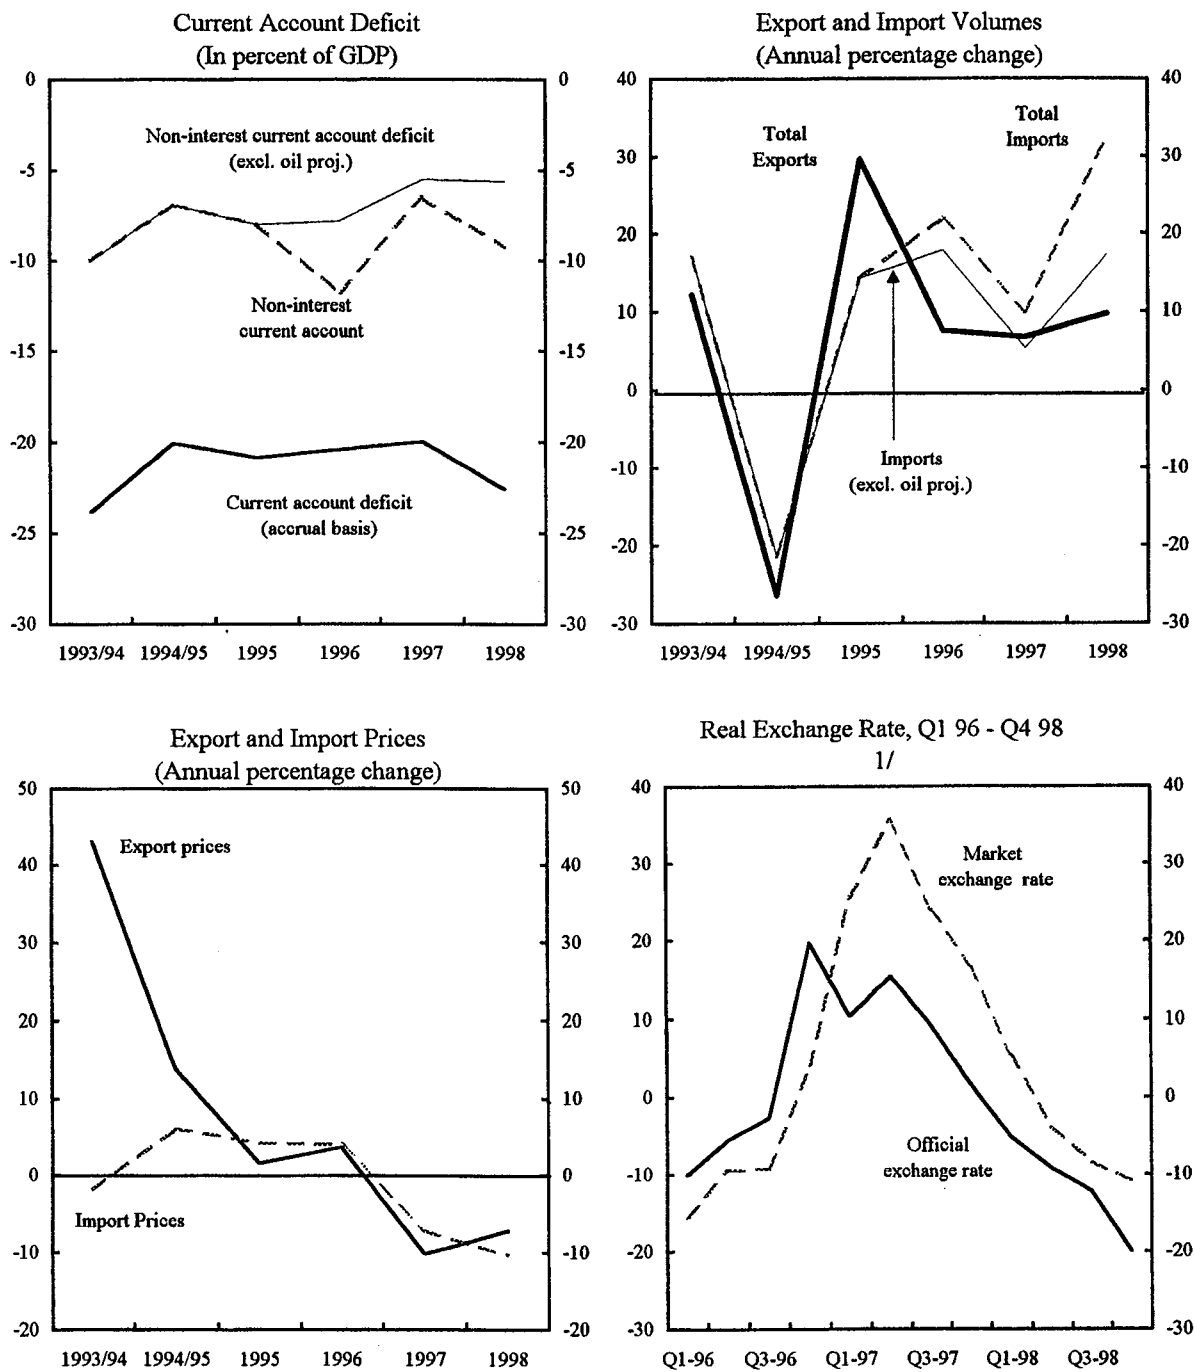 Current Account Deficit
(In percent of GDP)
0 0
Non-interest current account deficit
(excl. oil proj.)
-5 -5
-10 -10
Non-interest
current account
-15 -15
-20 -20
Current account deficit
(accrual basis)
-25 -25
-30 -30
1993/94 1994/95 1995 1996 1997 1998
Export and Import Volumes
(Annual percentage change)
40 40
Total
Exports
Total
Imports
30 30
20 20
10 10
0 0
Imports
(excl. oil proj.)
-10 -10
-20 -20
-30 -30
1993/94 1994/95 1995 1996 1997 1998
Export and Import Prices
(Annual percentage change)
50 50
Export prices
40 40
30 30
20 20
10 10
0 0
Import Prices
-10 -10
-20 -20
1993/94 1994/95 1995 1996 1997 1998
Real Exchange Rate, Q1 96 - Q4 98
1/
40 40
Market
exchange rate
30 30
20 20
10 10
0 0
Official
exchange rate
-10 -10
-20 -20
-30 -30
Q1-96 Q3-96 Q1-97 Q3-97 Q1-98 Q3-98